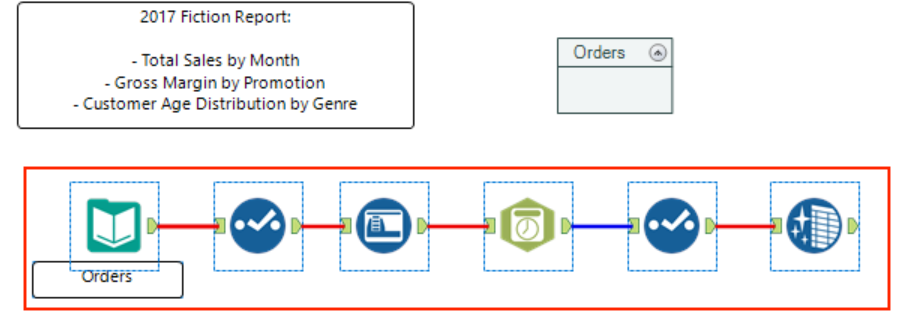 2017 Fiction Report:
- Total Sales by Month
- Gross Margin by Promotion
- Customer Age Distribution by Genre
Orders
Orders